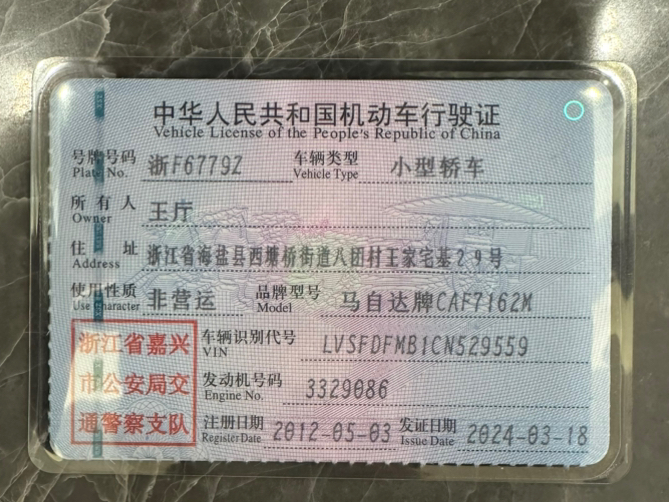 中华人民共和国机动车行驶证
Vehicle License of the People's Republic of China
号牌号码 浙F6779Z 车辆类型 小型轿车
Plate No. Vehicle Type
所有人 王厅
Owner
住址 浙江省海盐县西塘桥街道八团村王家宅基29号
Address
使用性质 非营运 品牌型号 马自达牌CAF7162M
Use Character Model
浙江省嘉兴
市公安局交
通警察支队
车辆识别代号 LVSFDFMB1CN529559
VIN
发动机号码 3329086
Engine No.
注册日期 2012-05-03 发证日期 2024-03-18
Register Date Issue Date